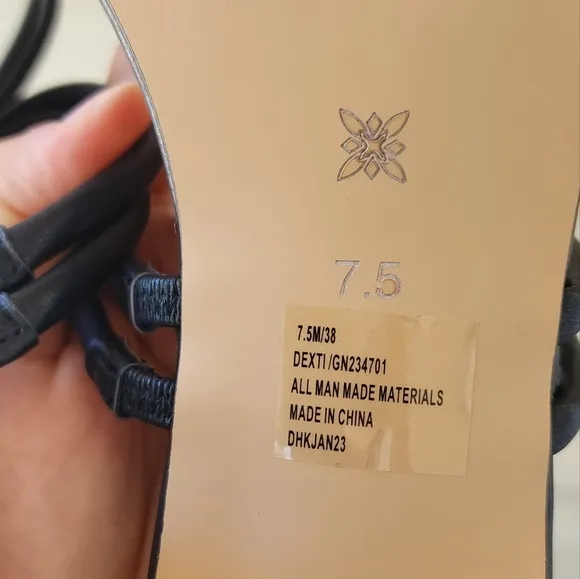 7.5
7.5M/38
DEXTI /GN234701
ALL MAN MADE MATERIALS
MADE IN CHINA
DHKJAN23